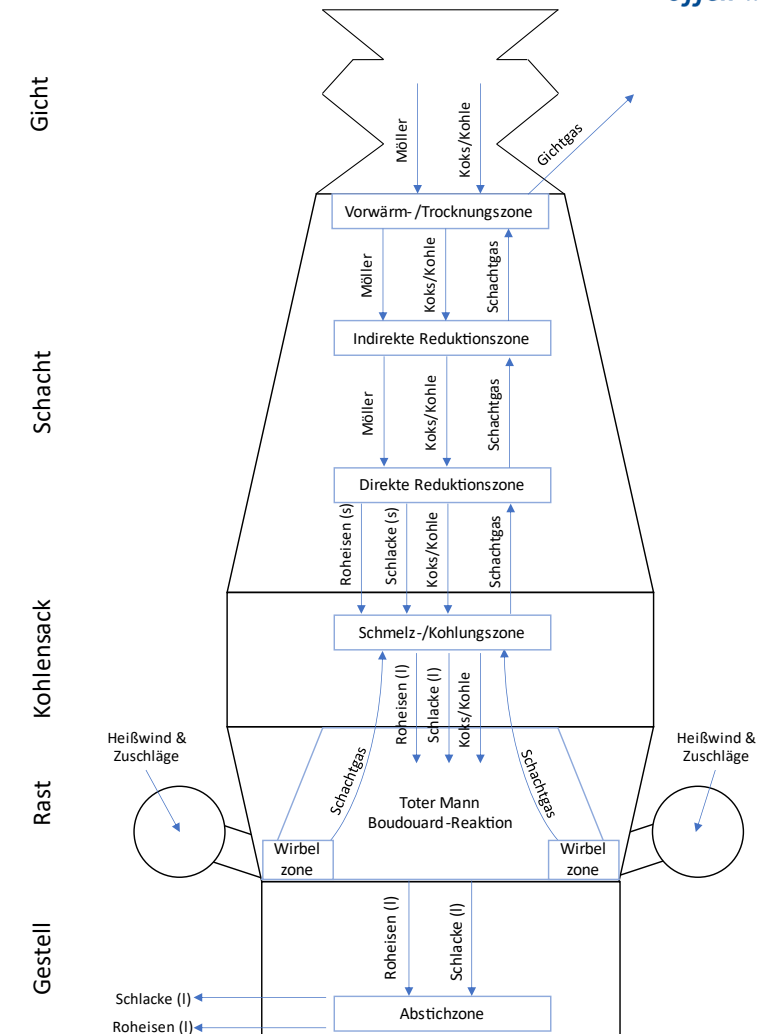 Gicht
Möller
Koks/Kohle
Gichtgas
Vorwärm-/Trocknungszone
Möller
Koks/Kohle
Schachtgas
Indirekte Reduktionszone
Schacht
Möller
Koks/Kohle
Schachtgas
Direkte Reduktionszone
Roheisen (s)
Schlacke (s)
Koks/Kohle
Schachtgas
Kohlensack
Schmelz-/Kohlungszone
Roheisen (l)
Schlacke (l)
Koks/Kohle
Heißwind &
Zuschläge
Heißwind &
Zuschläge
Rast
Schachtgas
Schachtgas
Toter Mann
Boudouard-Reaktion
Wirbel
zone
Wirbel
zone
Gestell
Roheisen (l)
Schlacke (l)
Schlacke (l)
Abstichzone
Roheisen (l)